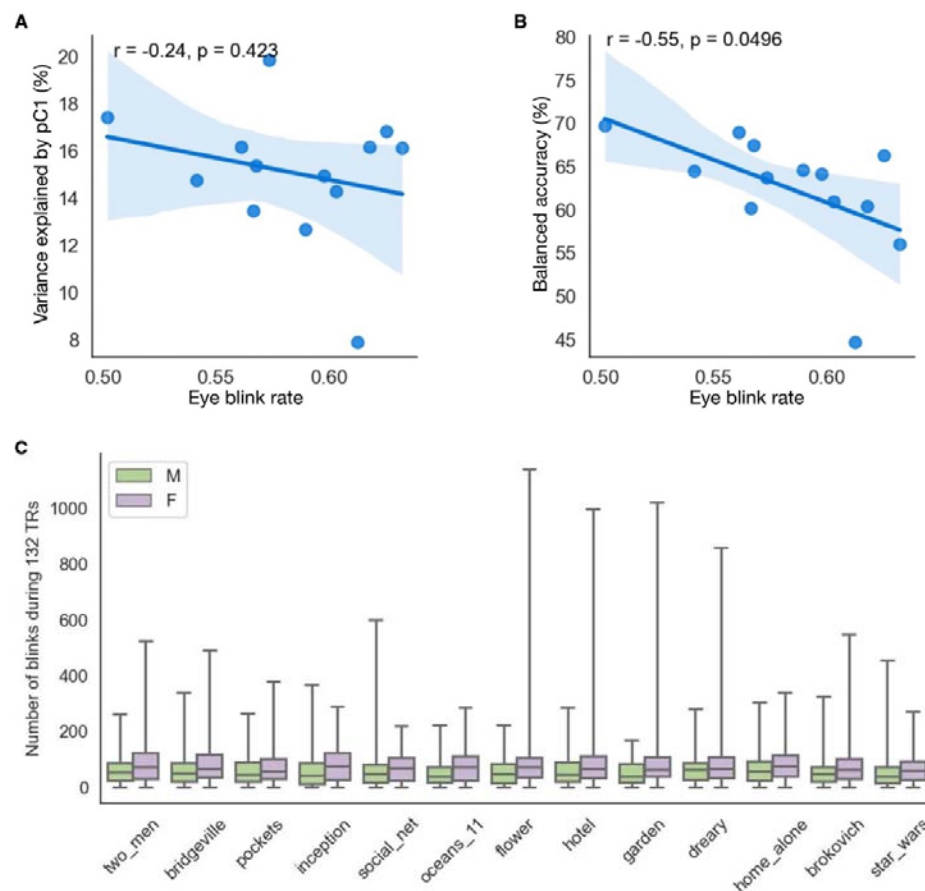 A
r = -0.24, p = 0.423
Variance explained by pC1 (%)
20
18
16
14
12
10
8
0.50 0.55 0.60
Eye blink rate
B
r = -0.55, p = 0.0496
Balanced accuracy (%)
80
75
70
65
60
55
50
45
0.50 0.55 0.60
Eye blink rate
C
M
F
Number of blinks during 132 TRs
1000
800
600
400
200
0
two_men
bridgeville
pockets
inception
social_net
oceans_11
flower
hotel
garden
dreary
home_alone
brokovich
star_wars